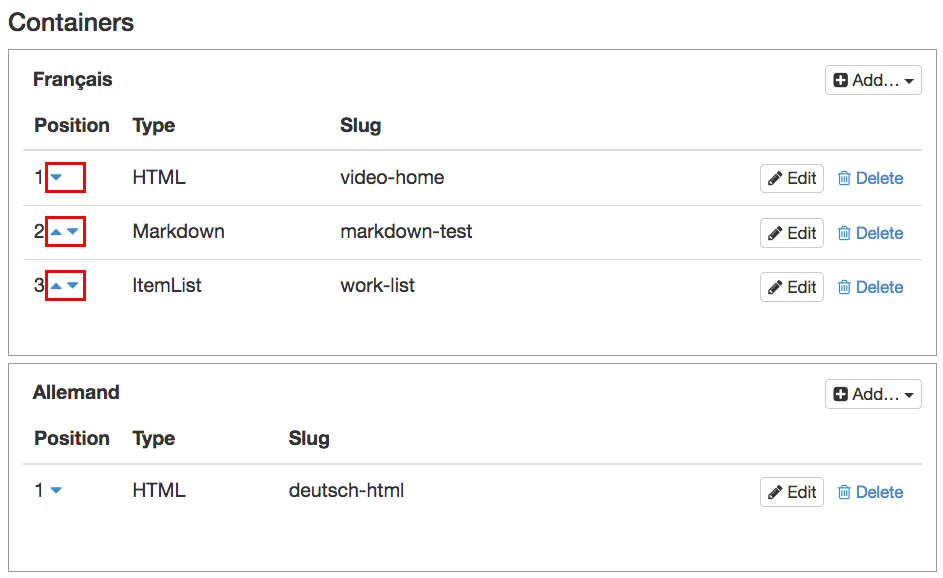 Containers
Français Add...
Position Type Slug
1 HTML video-home Edit Delete
2 Markdown markdown-test Edit Delete
3 ItemList work-list Edit Delete
Allemand Add...
Position Type Slug
1 HTML deutsch-html Edit Delete